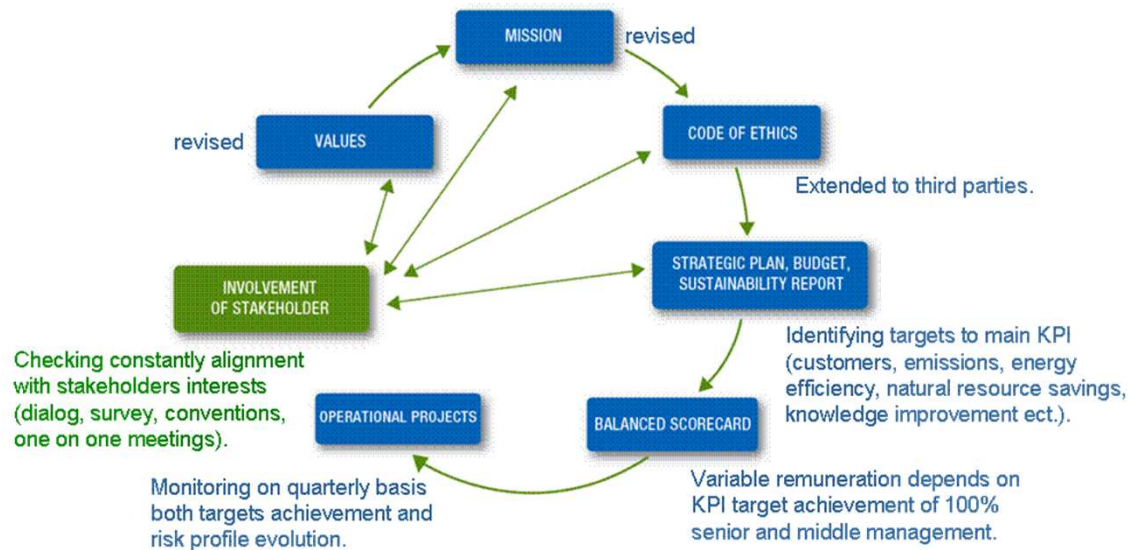 MISSION
revised
revised
VALUES
CODE OF ETHICS
Extended to third parties.
INVOLVEMENT
OF STAKEHOLDER
STRATEGIC PLAN, BUDGET,
SUSTAINABILITY REPORT
Checking constantly alignment
with stakeholders interests
(dialog, survey, conventions,
one on one meetings).
Identifying targets to main KPI
(customers, emissions, energy
efficiency, natural resource savings,
knowledge improvement ect.).
OPERATIONAL PROJECTS
BALANCED SCORECARD
Monitoring on quarterly basis
both targets achievement and
risk profile evolution.
Variable remuneration depends on
KPI target achievement of 100%
senior and middle management.